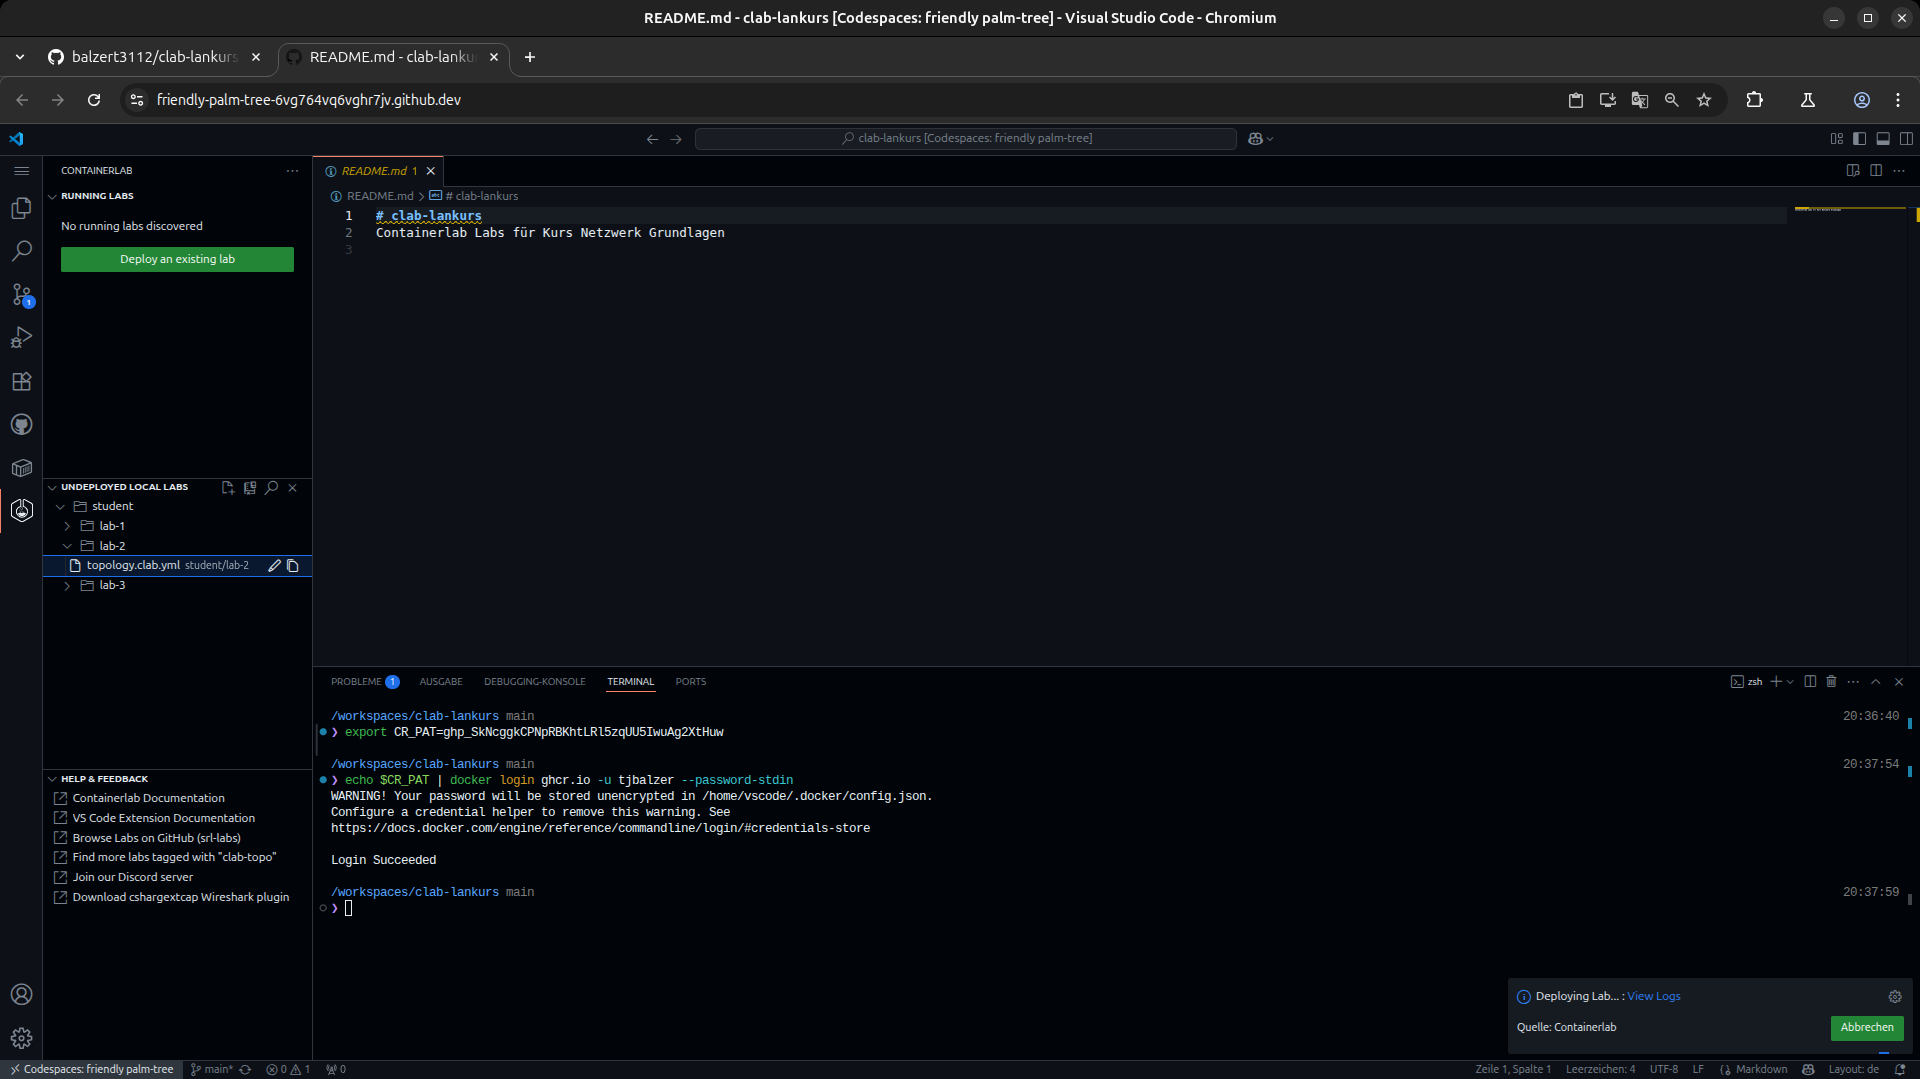 README.md - clab-lankurs [Codespaces: friendly palm-tree] - Visual Studio Code - Chromium
balzert3112/clab-lankurs
README.md - clab-lanku
friendly-palm-tree-6vg764vq6vghr7jv.github.dev
clab-lankurs [Codespaces: friendly palm-tree]
CONTAINERLAB
RUNNING LABS
No running labs discovered
Deploy an existing lab
UNDEPLOYED LOCAL LABS
student
lab-1
lab-2
topology.clab.yml student/lab-2
lab-3
HELP & FEEDBACK
Containerlab Documentation
VS Code Extension Documentation
Browse Labs on GitHub (srl-labs)
Find more labs tagged with "clab-topo"
Join our Discord server
Download cshargextcap Wireshark plugin
README.md 1
README.md > # clab-lankurs
1 # clab-lankurs
2 Containerlab Labs für Kurs Netzwerk Grundlagen
3
PROBLEME 1 AUSGABE DEBUGGING-KONSOLE TERMINAL PORTS
zsh
/workspaces/clab-lankurs main 20:36:40
❯ export CR_PAT=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
/workspaces/clab-lankurs main 20:37:54
❯ echo $CR_PAT | docker login ghcr.io -u tjbalzer --password-stdin
WARNING! Your password will be stored unencrypted in /home/vscode/.docker/config.json.
Configure a credential helper to remove this warning. See
https://docs.docker.com/engine/reference/commandline/login/#credentials-store
Login Succeeded
/workspaces/clab-lankurs main 20:37:59
❯
Deploying Lab... : View Logs
Quelle: Containerlab
Abbrechen
Codespaces: friendly palm-tree main* 0 1 0
Zeile 1, Spalte 1 Leerzeichen: 4 UTF-8 LF Markdown Layout: de